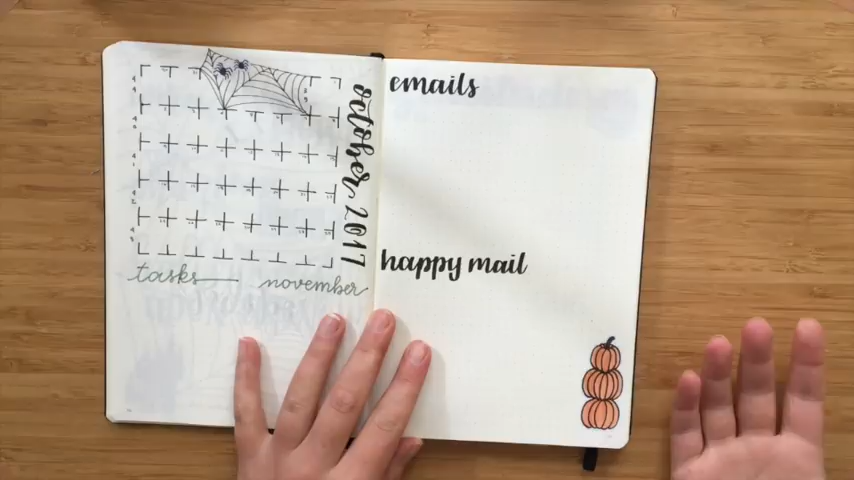 october 2017
tasks
november
emails
happy mail